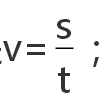 v = s/t ;